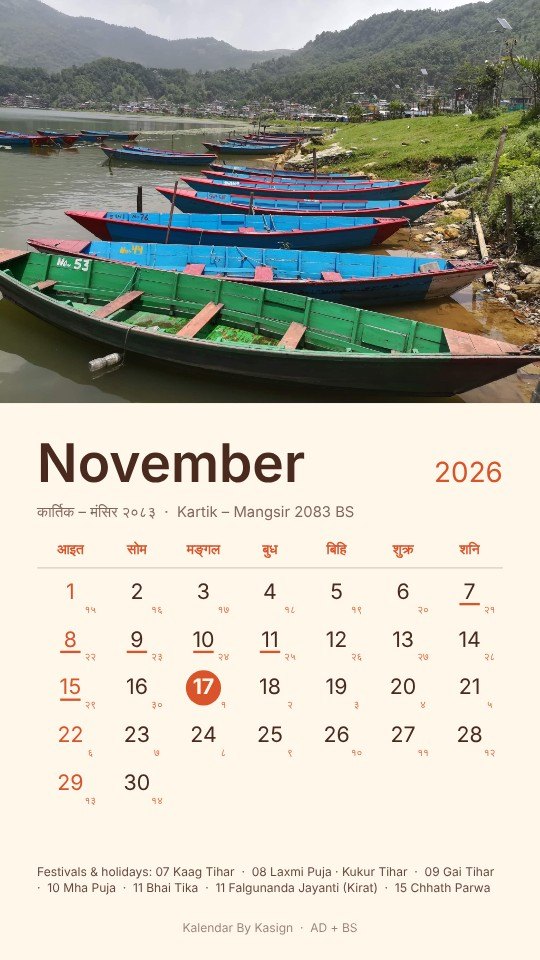 No. 53
November
2026
कार्तिक – मंसिर २०८३ · Kartik – Mangsir 2083 BS
आइत सोम मङ्गल बुध बिहि शुक्र शनि
1 2 3 4 5 6 7
१५ १६ १७ १८ १९ २० २१
8 9 10 11 12 13 14
२२ २३ २४ २५ २६ २७ २८
15 16 17 18 19 20 21
२९ ३० १ २ ३ ४ ५
22 23 24 25 26 27 28
६ ७ ८ ९ १० ११ १२
29 30
१३ १४
Festivals & holidays: 07 Kaag Tihar · 08 Laxmi Puja · Kukur Tihar · 09 Gai Tihar
· 10 Mha Puja · 11 Bhai Tika · 11 Falgunanda Jayanti (Kirat) · 15 Chhath Parwa
Kalendar By Kasign · AD + BS